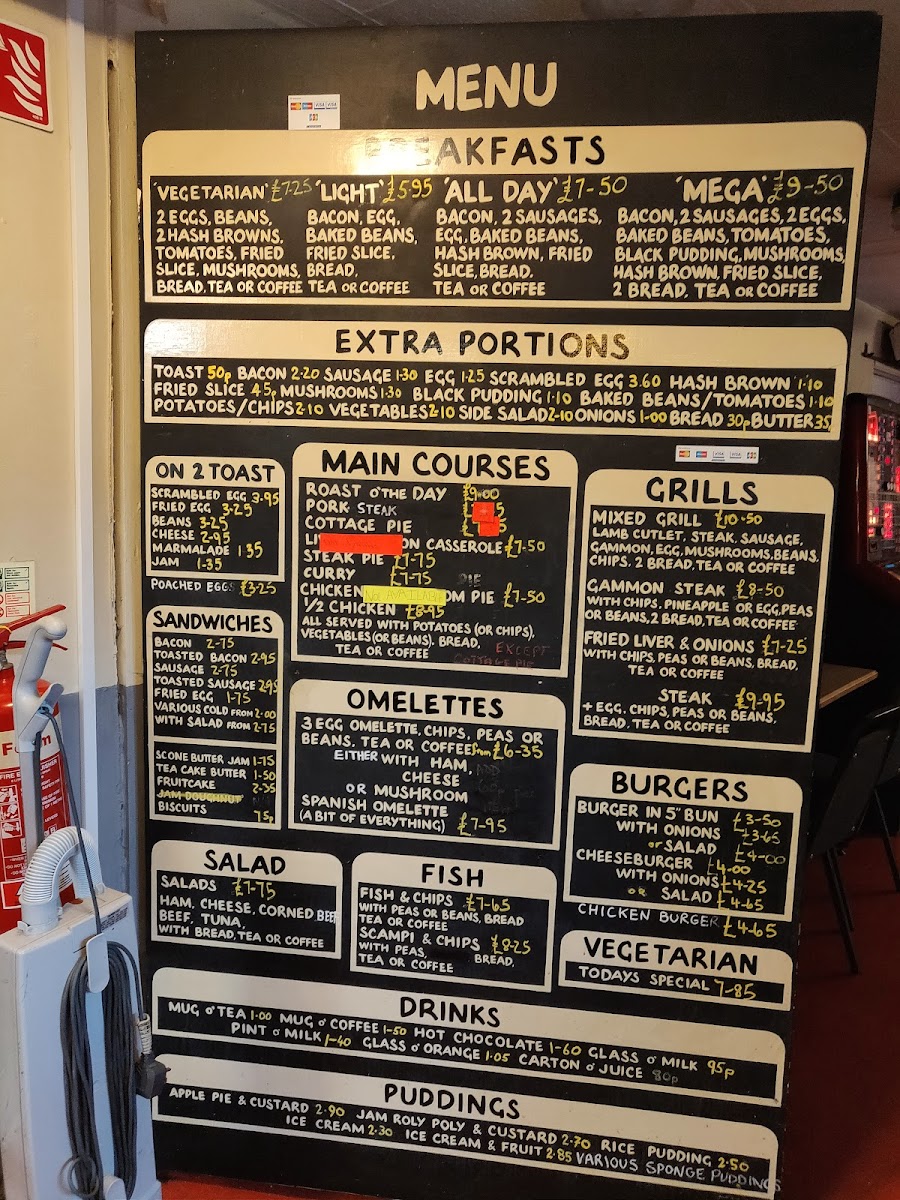 MENU
BREAKFASTS
'VEGETARIAN' £7.25
2 EGGS, BEANS,
2 HASH BROWNS,
TOMATOES, FRIED
SLICE, MUSHROOMS,
BREAD, TEA OR COFFEE
'LIGHT' £5.95
BACON, EGG,
BAKED BEANS,
FRIED SLICE,
BREAD.
TEA OR COFFEE
'ALL DAY' £7-50
BACON, 2 SAUSAGES,
EGG, BAKED BEANS,
HASH BROWN, FRIED
SLICE, BREAD.
TEA OR COFFEE
'MEGA' £9-50
BACON, 2 SAUSAGES, 2 EGGS,
BAKED BEANS, TOMATOES,
BLACK PUDDING, MUSHROOMS,
HASH BROWN, FRIED SLICE,
2 BREAD, TEA OR COFFEE
EXTRA PORTIONS
TOAST 50p BACON 2·20 SAUSAGE 1·30 EGG 1·25 SCRAMBLED EGG 3.60 HASH BROWN 1·10
FRIED SLICE 45p MUSHROOMS 1·30 BLACK PUDDING 1·10 BAKED BEANS/TOMATOES 1·10
POTATOES/CHIPS 2·10 VEGETABLES 2·10 SIDE SALAD 2·10 ONIONS 1·00 BREAD 30p BUTTER 35
ON 2 TOAST
SCRAMBLED EGG 3.95
FRIED EGG 3-25
BEANS 3-25
CHEESE 2-95
MARMALADE 1.35
JAM 1-35
POACHED EGGS £3-25
SANDWICHES
BACON 2-75
TOASTED BACON 2-95
SAUSAGE 2-75
TOASTED SAUSAGE 2-95
FRIED EGG 1-75
VARIOUS COLD FROM 2·00
WITH SALAD FROM 2-75
SCONE BUTTER JAM 1-75
TEA CAKE BUTTER 1-50
FRUITCAKE 2-35
JAM DOUGHNUT
BISCUITS 75p
MAIN COURSES
ROAST O'THE DAY £9.00
PORK STEAK
COTTAGE PIE
LI ON CASSEROLE £7-50
STEAK PIE £7-75
CURRY £7-75
PIE
CHICKEN NOT AVAILABLE OM PIE £7-50
1/2 CHICKEN £8-95
ALL SERVED WITH POTATOES (OR CHIPS),
VEGETABLES (OR BEANS), BREAD,
TEA OR COFFEE EXCEPT
COTTAGE PIE
OMELETTES
3 EGG OMELETTE, CHIPS, PEAS OR
BEANS, TEA OR COFFEE from £6-35
EITHER WITH HAM,
CHEESE
OR MUSHROOM
SPANISH OMELETTE
(A BIT OF EVERYTHING) £7-95
GRILLS
MIXED GRILL £10·50
LAMB CUTLET, STEAK, SAUSAGE,
GAMMON, EGG, MUSHROOMS, BEANS,
CHIPS, 2 BREAD, TEA OR COFFEE
GAMMON STEAK £8-50
WITH CHIPS, PINEAPPLE OR EGG, PEAS
OR BEANS, 2 BREAD, TEA OR COFFEE
FRIED LIVER & ONIONS £7-25
WITH CHIPS, PEAS OR BEANS, BREAD,
TEA OR COFFEE
STEAK £9-95
+ EGG, CHIPS, PEAS OR BEANS,
BREAD, TEA OR COFFEE
BURGERS
BURGER IN 5" BUN £3-50
WITH ONIONS £3·65
or SALAD £4-00
CHEESEBURGER £4-00
WITH ONIONS £4-25
OR SALAD £4-65
CHICKEN BURGER £4-65
SALAD
SALADS £7-75
HAM, CHEESE, CORNED BEEF
BEEF, TUNA,
WITH BREAD, TEA OR COFFEE
FISH
FISH & CHIPS £7-65
WITH PEAS OR BEANS, BREAD
TEA OR COFFEE
SCAMPI & CHIPS £8-25
WITH PEAS, BREAD,
TEA OR COFFEE
VEGETARIAN
TODAYS SPECIAL 7-85
DRINKS
MUG O'TEA 1.00 MUG O'COFFEE 1-50 HOT CHOCOLATE 1-60 GLASS O' MILK 95p
PINT O' MILK 1-40 GLASS O' ORANGE 1.05 CARTON O' JUICE 80p
PUDDINGS
APPLE PIE & CUSTARD 2.90 JAM ROLY POLY & CUSTARD 2.70 RICE PUDDING 2.50
ICE CREAM 2.30 ICE CREAM & FRUIT 2.85 VARIOUS SPONGE PUDDINGS